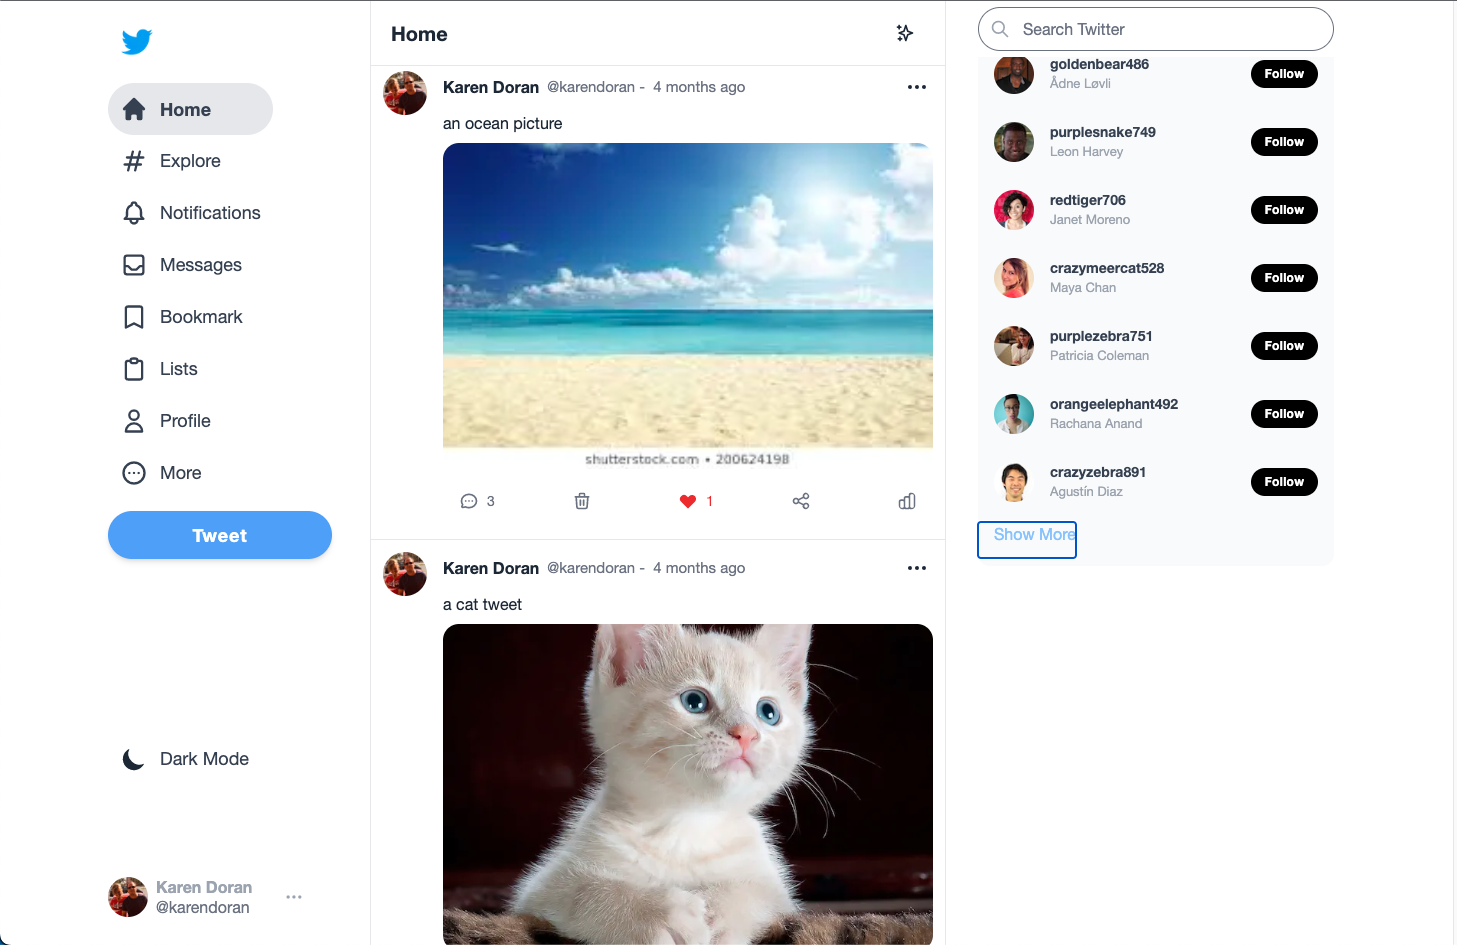 Home
Explore
Notifications
Messages
Bookmark
Lists
Profile
More
Tweet
Dark Mode
Karen Doran
@karendoran
Home
Karen Doran @karendoran - 4 months ago
an ocean picture
shutterstock.com • 200624198
3
1
Karen Doran @karendoran - 4 months ago
a cat tweet
Search Twitter
goldenbear486
Ådne Løvli
Follow
purplesnake749
Leon Harvey
Follow
redtiger706
Janet Moreno
Follow
crazymeercat528
Maya Chan
Follow
purplezebra751
Patricia Coleman
Follow
orangeelephant492
Rachana Anand
Follow
crazyzebra891
Agustín Diaz
Follow
Show More